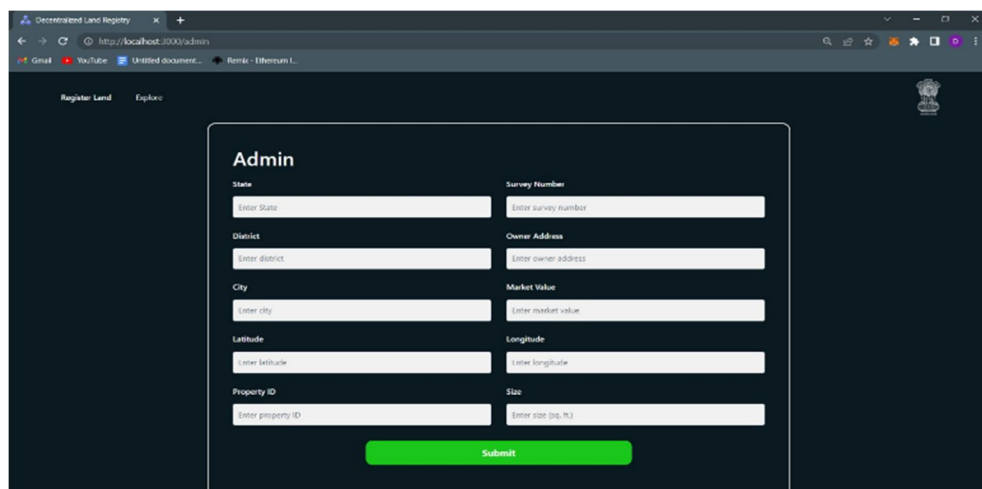 Decentralized Land Registry
http://localhost:3000/admin
Gmail YouTube Untitled document... Remix - Ethereum I...
Register Land Explore
Admin
State Survey Number
Enter State Enter survey number
District Owner Address
Enter district Enter owner address
City Market Value
Enter city Enter market value
Latitude Longitude
Enter latitude Enter longitude
Property ID Size
Enter property ID Enter size (sq. ft.)
Submit